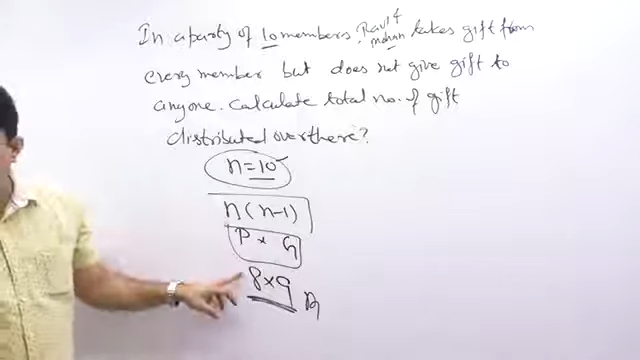 In a party of 10 members, Ravi &
mohan takes gift from
every member but does not give gift to
anyone. Calculate total no. of gift
distributed over there?
n = 10
n(n-1)
P × G
8×9